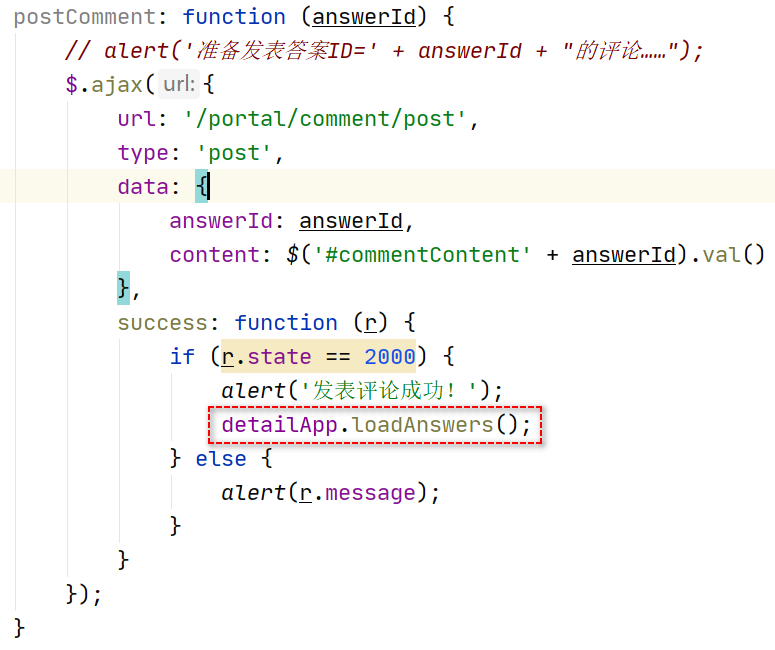 postComment: function (answerId) {
// alert('准备发表答案ID=' + answerId + "的评论……");
$.ajax( url: {
url: '/portal/comment/post',
type: 'post',
data: {
answerId: answerId,
content: $('#commentContent' + answerId).val()
},
success: function (r) {
if (r.state == 2000) {
alert('发表评论成功！');
detailApp.loadAnswers();
} else {
alert(r.message);
}
}
});
}